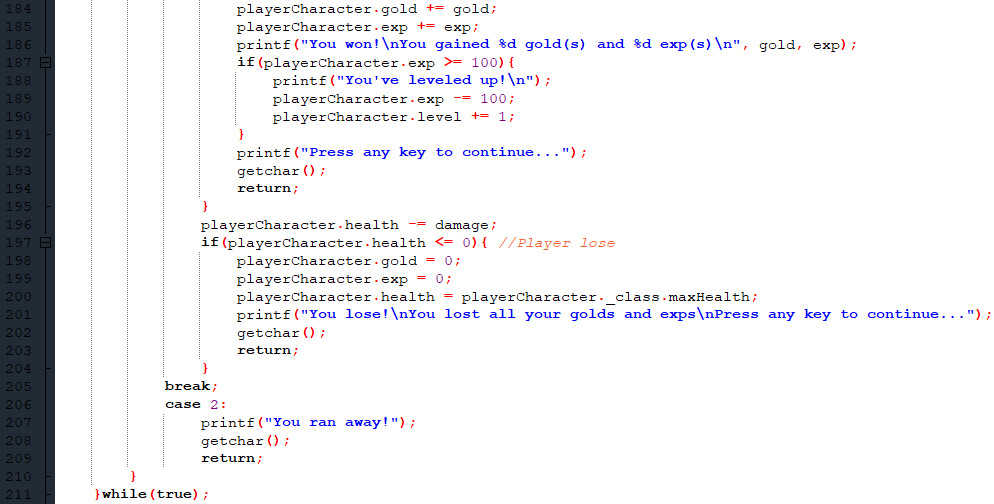 184 playerCharacter.gold += gold;
185 playerCharacter.exp += exp;
186 printf("You won!\nYou gained %d gold(s) and %d exp(s)\n", gold, exp);
187 if(playerCharacter.exp >= 100){
188 printf("You've leveled up!\n");
189 playerCharacter.exp -= 100;
190 playerCharacter.level += 1;
191 }
192 printf("Press any key to continue...");
193 getchar();
194 return;
195 }
196 playerCharacter.health -= damage;
197 if(playerCharacter.health <= 0){ //Player lose
198 playerCharacter.gold = 0;
199 playerCharacter.exp = 0;
200 playerCharacter.health = playerCharacter._class.maxHealth;
201 printf("You lose!\nYou lost all your golds and exps\nPress any key to continue...");
202 getchar();
203 return;
204 }
205 break;
206 case 2:
207 printf("You ran away!");
208 getchar();
209 return;
210 }
211 }while(true);